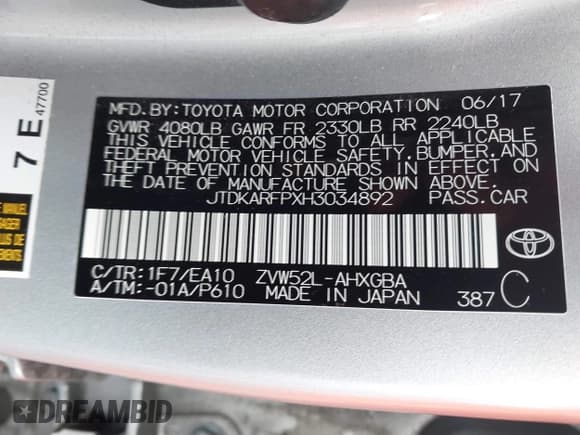 MFD.BY:TOYOTA MOTOR CORPORATION 06/17
GVWR 4080LB GAWR FR 2330LB RR 2240LB
THIS VEHICLE CONFORMS TO ALL APPLICABLE
FEDERAL MOTOR VEHICLE SAFETY,BUMPER,AND
THEFT PREVENTION STANDARDS IN EFFECT ON
THE DATE OF MANUFACTURE SHOWN ABOVE.
JTDKARFPXH3034892 PASS.CAR
TOYOTA
C/TR:1F7/EA10 ZVW52L-AHXGBA
A/TM:-01A/P610 MADE IN JAPAN 387 C
7 E 47700
DREAMBID